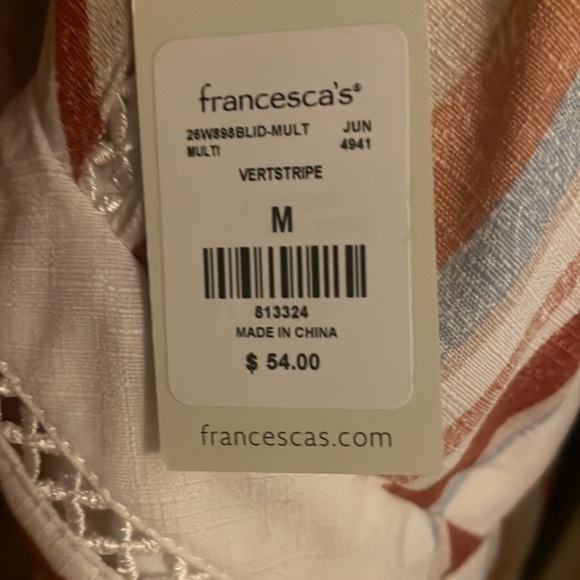 francesca's®
26W898BLID-MULT JUN
MULTI 4941
VERTSTRIPE
M
813324
MADE IN CHINA
$ 54.00
francescas.com